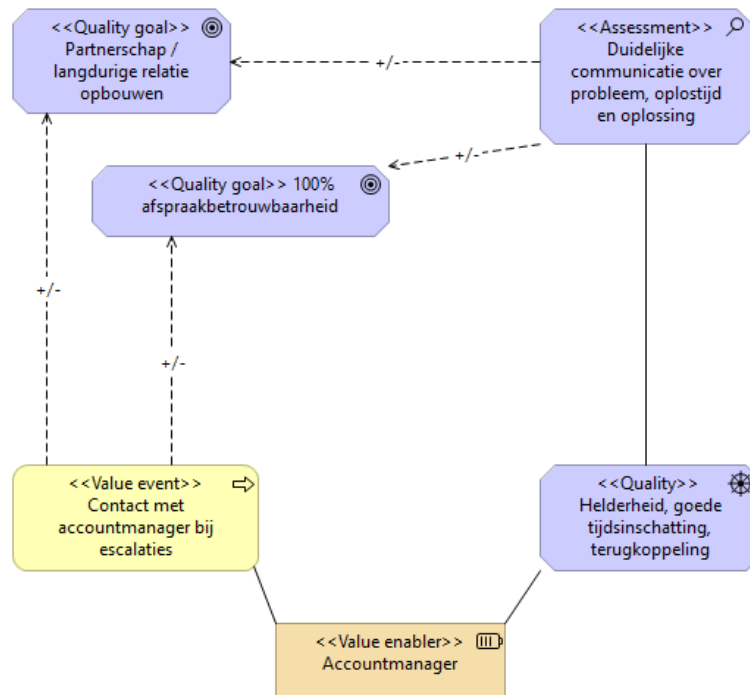 <<Quality goal>>
Partnerschap /
langdurige relatie
opbouwen
<<Assessment>>
Duidelijke
communicatie over
probleem, oplostijd
en oplossing
+/-
+/-
<<Quality goal>> 100%
afspraakbetrouwbaarheid
+/-
+/-
<<Value event>>
Contact met
accountmanager bij
escalaties
<<Quality>>
Helderheid, goede
tijdsinschatting,
terugkoppeling
<<Value enabler>>
Accountmanager